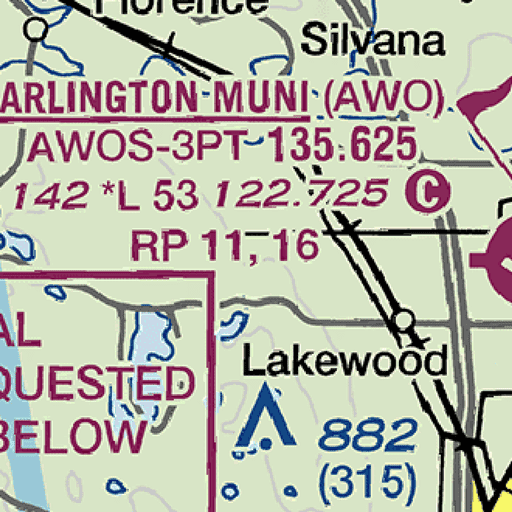 Florence
Silvana
ARLINGTON MUNI (AWO)
AWOS-3PT 135.625
142 *L 53 122.725 C
RP 11, 16
AL
QUESTED
BELOW
Lakewood
882
(315)